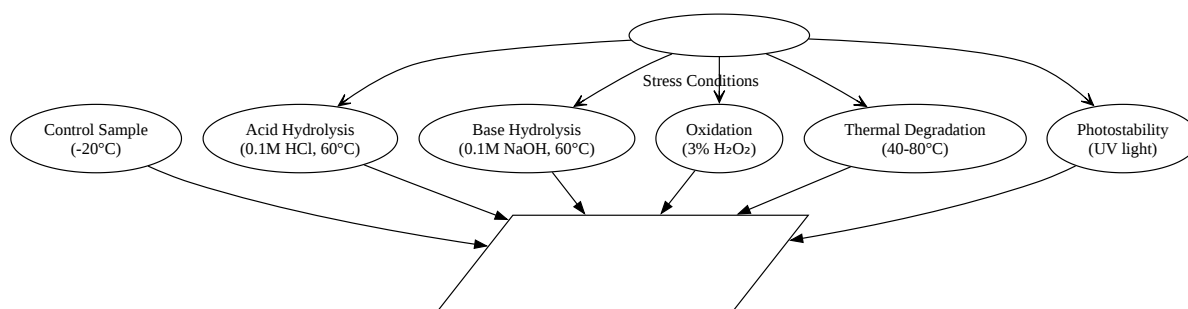 Stress Conditions
Control Sample
(-20°C)
Acid Hydrolysis
(0.1M HCl, 60°C)
Base Hydrolysis
(0.1M NaOH, 60°C)
Oxidation
(3% H₂O₂)
Thermal Degradation
(40-80°C)
Photostability
(UV light)